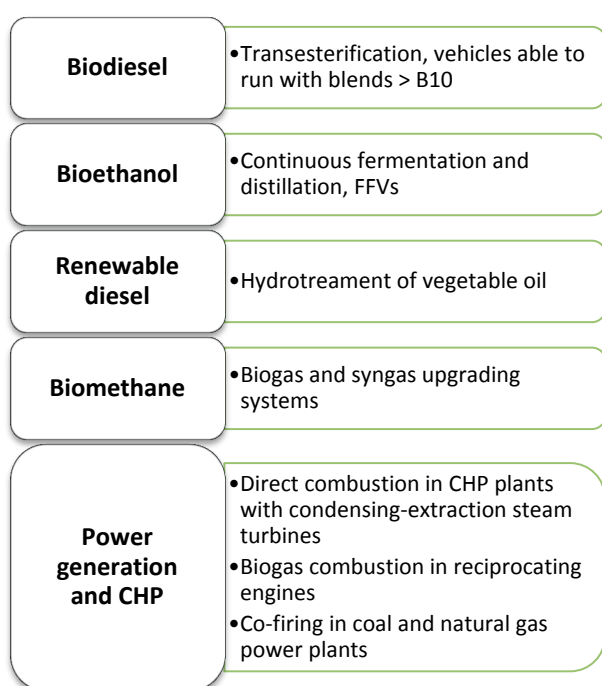 Biodiesel
•Transesterification, vehicles able to
run with blends > B10
Bioethanol
•Continuous fermentation and
distillation, FFVs
Renewable
diesel
•Hydrotreament of vegetable oil
Biomethane
•Biogas and syngas upgrading
systems
Power
generation
and CHP
•Direct combustion in CHP plants
with condensing-extraction steam
turbines
•Biogas combustion in reciprocating
engines
•Co-firing in coal and natural gas
power plants